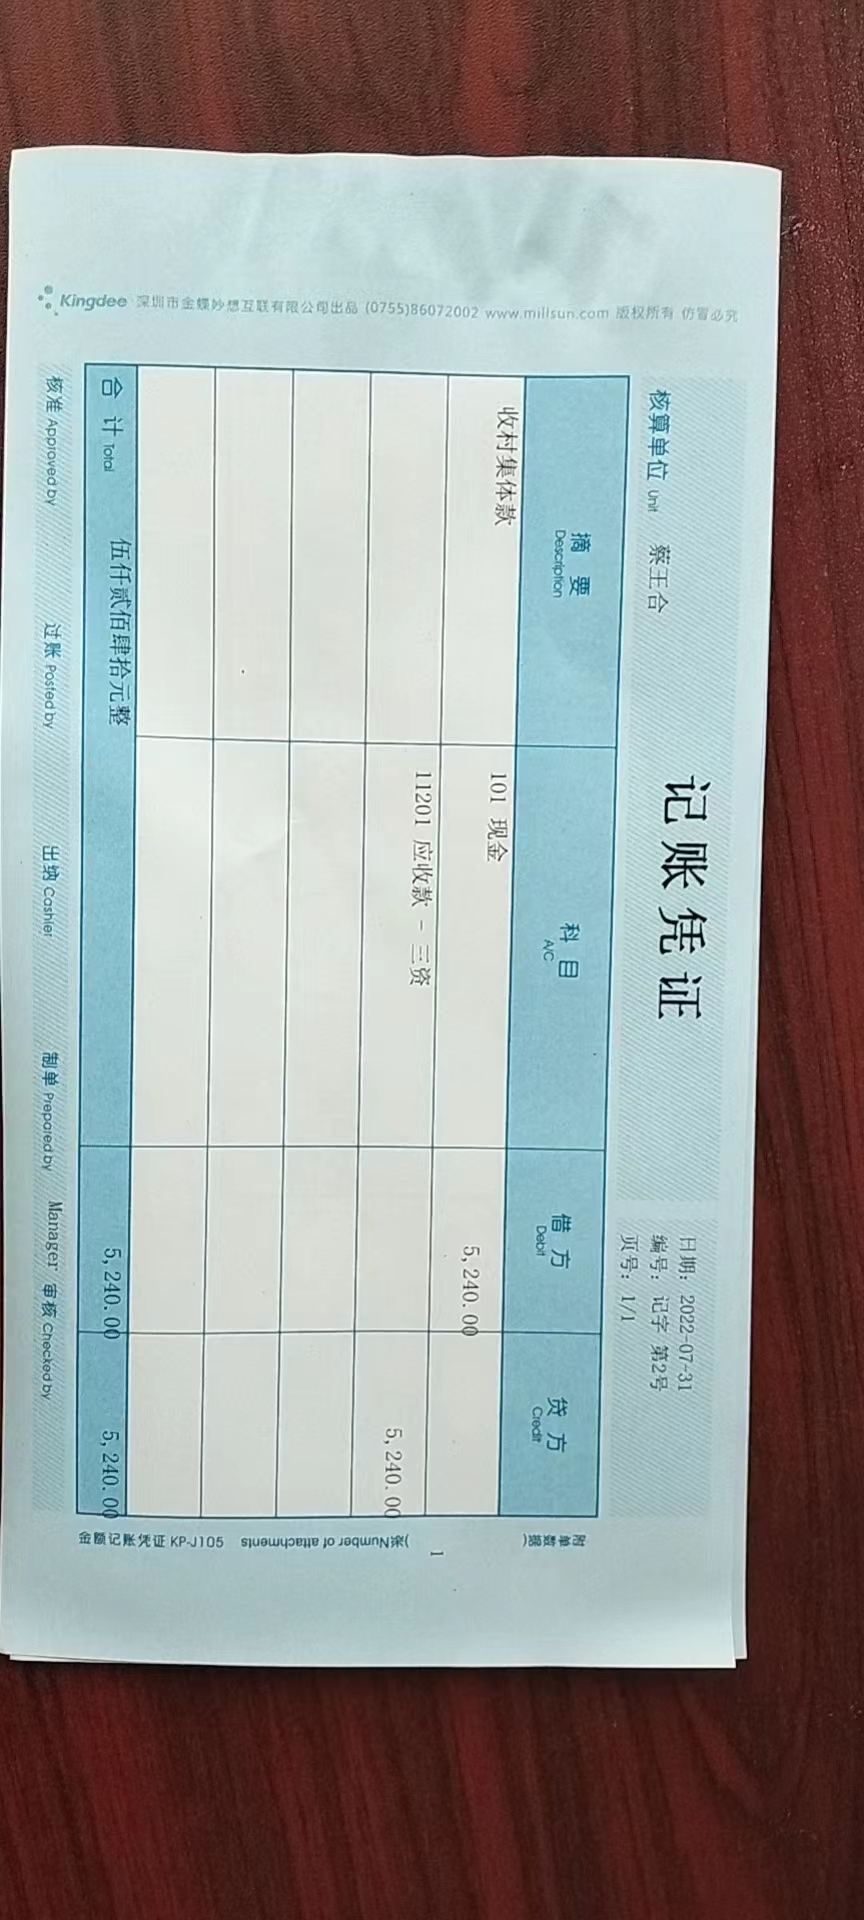 记账凭证
日期: 2022-07-31
核算单位 Unit 蔡王合
编号: 记字 第2号
页号: 1/1
摘 要 科 目 借 方 贷 方
Description A/C Debit Credit
收村集体款 101 现金 5,240.00
11201 应收款 - 三资 5,240.00
合 计 Total 伍仟贰佰肆拾元整 5,240.00 5,240.00
核准 Approved by 过账 Posted by 出纳 Cashier 制单 Prepared by Manager 审核 Checked by
附单据数( 1 )张 Number of attachments
金额记账凭证 KP-J105
Kingdee 深圳市金蝶妙想互联有限公司出品 (0755)86072002 www.millsun.com 版权所有 仿冒必究